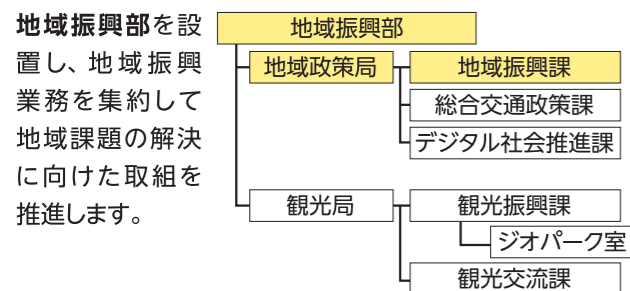 地域振興部を設
置し、地域振興
業務を集約して
地域課題の解決
に向けた取組を
推進します。
地域振興部
地域政策局
地域振興課
総合交通政策課
デジタル社会推進課
観光局
観光振興課
ジオパーク室
観光交流課